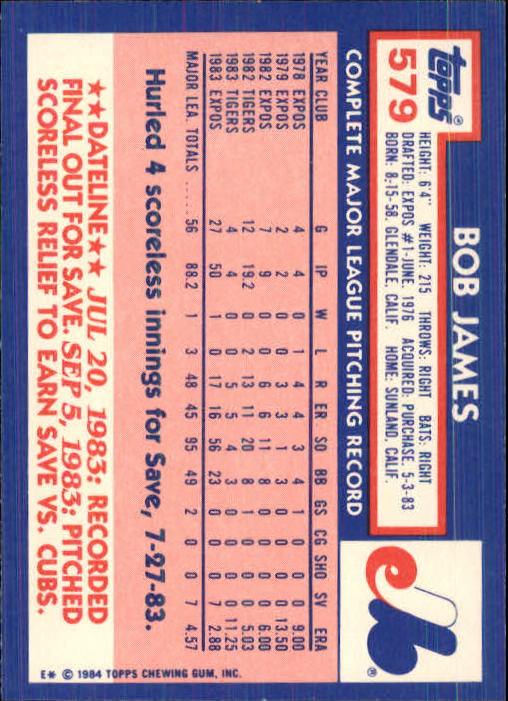 topps®
579
BOB JAMES
HEIGHT: 6'4" WEIGHT: 215 THROWS: RIGHT BATS: RIGHT
DRAFTED: EXPOS #1-JUNE, 1976 ACQUIRED: PURCHASE, 5-3-83
BORN: 8-15-58, GLENDALE, CALIF. HOME: SUNLAND, CALIF.
COMPLETE MAJOR LEAGUE PITCHING RECORD
YEAR CLUB G IP W L R ER SO BB GS CG SHO SV ERA
1978 EXPOS 4 4 0 1 4 4 3 4 1 0 0 0 9.00
1979 EXPOS 2 2 0 0 3 3 1 3 0 0 0 0 13.50
1982 EXPOS 7 9 0 0 6 6 11 8 0 0 0 0 6.00
1982 TIGERS 12 19.2 0 2 13 11 20 8 1 0 0 0 5.03
1983 TIGERS 4 4 0 0 5 5 4 3 0 0 0 0 11.25
1983 EXPOS 27 50 1 0 17 16 56 23 0 0 0 7 2.88
MAJOR LEA. TOTALS ..... 56 88.2 1 3 48 45 95 49 2 0 0 7 4.57
Hurled 4 scoreless innings for Save, 7-27-83.
★★DATELINE★★ JUL 20, 1983: RECORDED
FINAL OUT FOR SAVE. SEP 5, 1983: PITCHED
SCORELESS RELIEF TO EARN SAVE VS. CUBS.
E* © 1984 TOPPS CHEWING GUM, INC.